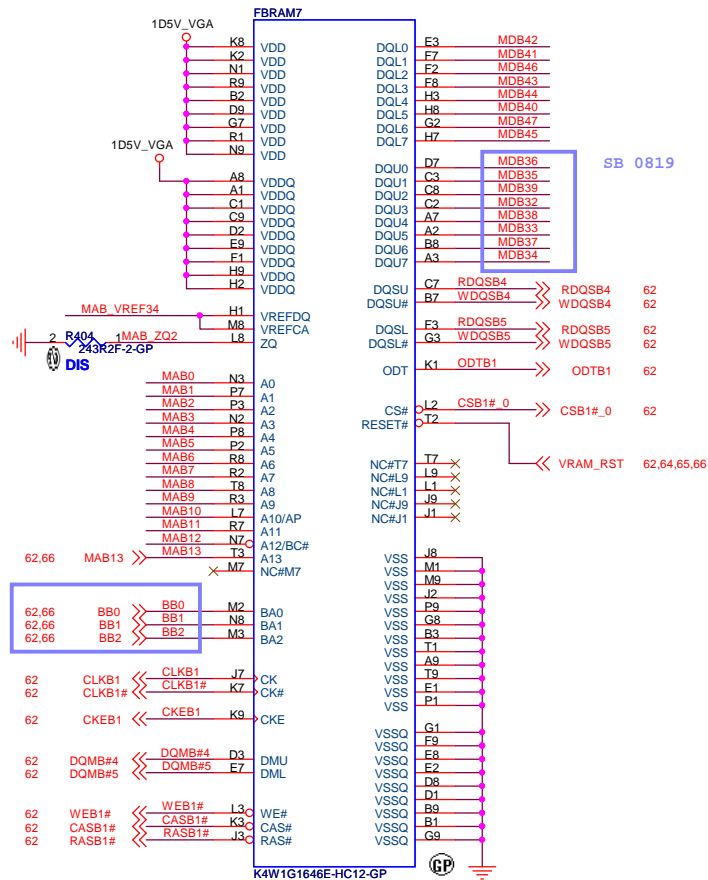 FBRAM7
1D5V_VGA
K8 VDD
K2 VDD
N1 VDD
R9 VDD
B2 VDD
D9 VDD
G7 VDD
R1 VDD
N9 VDD
1D5V_VGA
A8 VDDQ
A1 VDDQ
C1 VDDQ
C9 VDDQ
D2 VDDQ
E9 VDDQ
F1 VDDQ
H9 VDDQ
H2 VDDQ
MAB_VREF34 H1 VREFDQ
M8 VREFCA
2 R404 1 MAB_ZQ2 L8 ZQ
243R2F-2-GP
DIS
MAB0 N3 A0
MAB1 P7 A1
MAB2 P3 A2
MAB3 N2 A3
MAB4 P8 A4
MAB5 P2 A5
MAB6 R8 A6
MAB7 R2 A7
MAB8 T8 A8
MAB9 R3 A9
MAB10 L7 A10/AP
MAB11 R7 A11
MAB12 N7 A12/BC#
62,66 MAB13 MAB13 T3 A13
M7 NC#M7
62,66 BB0 BB0 M2 BA0
62,66 BB1 BB1 N8 BA1
62,66 BB2 BB2 M3 BA2
62 CLKB1 CLKB1 J7 CK
62 CLKB1# CLKB1# K7 CK#
62 CKEB1 CKEB1 K9 CKE
62 DQMB#4 DQMB#4 D3 DMU
62 DQMB#5 DQMB#5 E7 DML
62 WEB1# WEB1# L3 WE#
62 CASB1# CASB1# K3 CAS#
62 RASB1# RASB1# J3 RAS#
DQL0 E3 MDB42
DQL1 F7 MDB41
DQL2 F2 MDB46
DQL3 F8 MDB43
DQL4 H3 MDB44
DQL5 H8 MDB40
DQL6 G2 MDB47
DQL7 H7 MDB45
SB 0819
DQU0 D7 MDB36
DQU1 C3 MDB35
DQU2 C8 MDB39
DQU3 C2 MDB32
DQU4 A7 MDB38
DQU5 A2 MDB33
DQU6 B8 MDB37
DQU7 A3 MDB34
DQSU C7 RDQSB4 RDQSB4 62
DQSU# B7 WDQSB4 WDQSB4 62
DQSL F3 RDQSB5 RDQSB5 62
DQSL# G3 WDQSB5 WDQSB5 62
ODT K1 ODTB1 ODTB1 62
CS# L2 CSB1#_0 CSB1#_0 62
RESET# T2
VRAM_RST 62,64,65,66
NC#T7 T7
NC#L9 L9
NC#L1 L1
NC#J9 J9
NC#J1 J1
VSS J8
VSS M1
VSS M9
VSS J2
VSS P9
VSS G8
VSS B3
VSS T1
VSS A9
VSS T9
VSS E1
VSS P1
VSSQ G1
VSSQ F9
VSSQ E8
VSSQ E2
VSSQ D8
VSSQ D1
VSSQ B9
VSSQ B1
VSSQ G9
GP
K4W1G1646E-HC12-GP